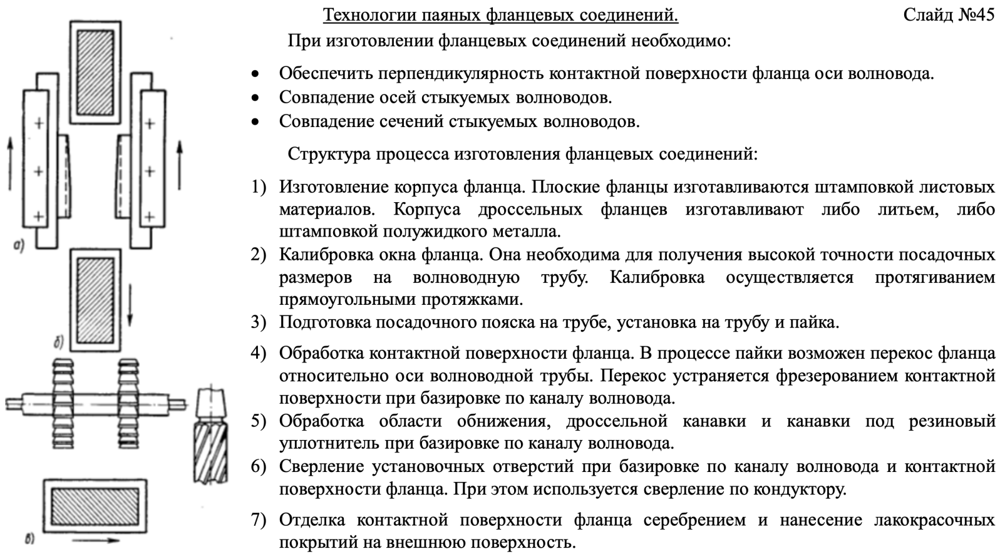 Технологии паяных фланцевых соединений.
Слайд №45
При изготовлении фланцевых соединений необходимо:
• Обеспечить перпендикулярность контактной поверхности фланца оси волновода.
• Совпадение осей стыкуемых волноводов.
• Совпадение сечений стыкуемых волноводов.
Структура процесса изготовления фланцевых соединений:
1) Изготовление корпуса фланца. Плоские фланцы изготавливаются штамповкой листовых
материалов. Корпуса дроссельных фланцев изготавливают либо литьем, либо
штамповкой полужидкого металла.
2) Калибровка окна фланца. Она необходима для получения высокой точности посадочных
размеров на волноводную трубу. Калибровка осуществляется протягиванием
прямоугольными протяжками.
3) Подготовка посадочного пояска на трубе, установка на трубу и пайка.
4) Обработка контактной поверхности фланца. В процессе пайки возможен перекос фланца
относительно оси волноводной трубы. Перекос устраняется фрезерованием контактной
поверхности при базировке по каналу волновода.
5) Обработка области обнижения, дроссельной канавки и канавки под резиновый
уплотнитель при базировке по каналу волновода.
6) Сверление установочных отверстий при базировке по каналу волновода и контактной
поверхности фланца. При этом используется сверление по кондуктору.
7) Отделка контактной поверхности фланца серебрением и нанесение лакокрасочных
покрытий на внешнюю поверхность.
а)
б)
в)